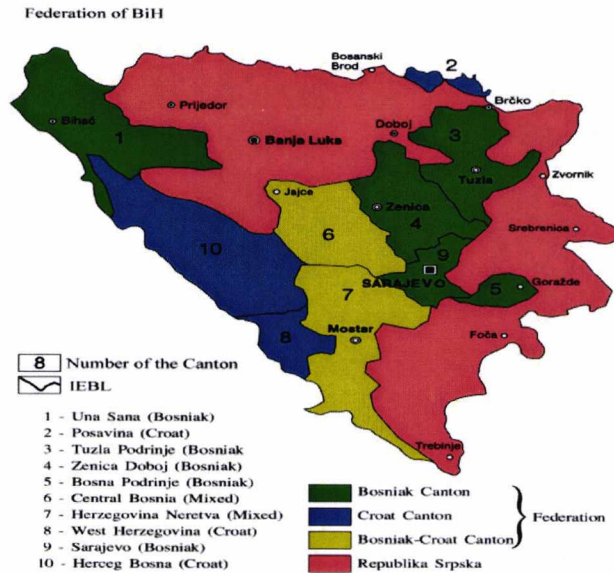 Federation of BiH
Bosanski
Brod
2
Brčko
Prijedor
Bihać
1
Banja Luka
Doboj
3
Tuzla
Zvornik
Jajce
Zenica
4
6
Srebrenica
10
9
SARAJEVO
Goražde
5
7
8
Mostar
Foča
Trebinje
8 Number of the Canton
IEBL
1 - Una Sana (Bosniak)
2 - Posavina (Croat)
3 - Tuzla Podrinje (Bosniak
4 - Zenica Doboj (Bosniak)
5 - Bosna Podrinje (Bosniak)
6 - Central Bosnia (Mixed)
7 - Herzegovina Neretva (Mixed)
8 - West Herzegovina (Croat)
9 - Sarajevo (Bosniak)
10 - Herceg Bosna (Croat)
Bosniak Canton
Croat Canton
Bosniak-Croat Canton
Federation
Republika Srpska